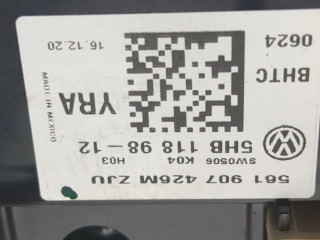 561 907 426M ZJU
SW0506 K04 H03
5HB 118 98-12
YRA
BHTC
MADE IN MEXICO
16.12.20
0624